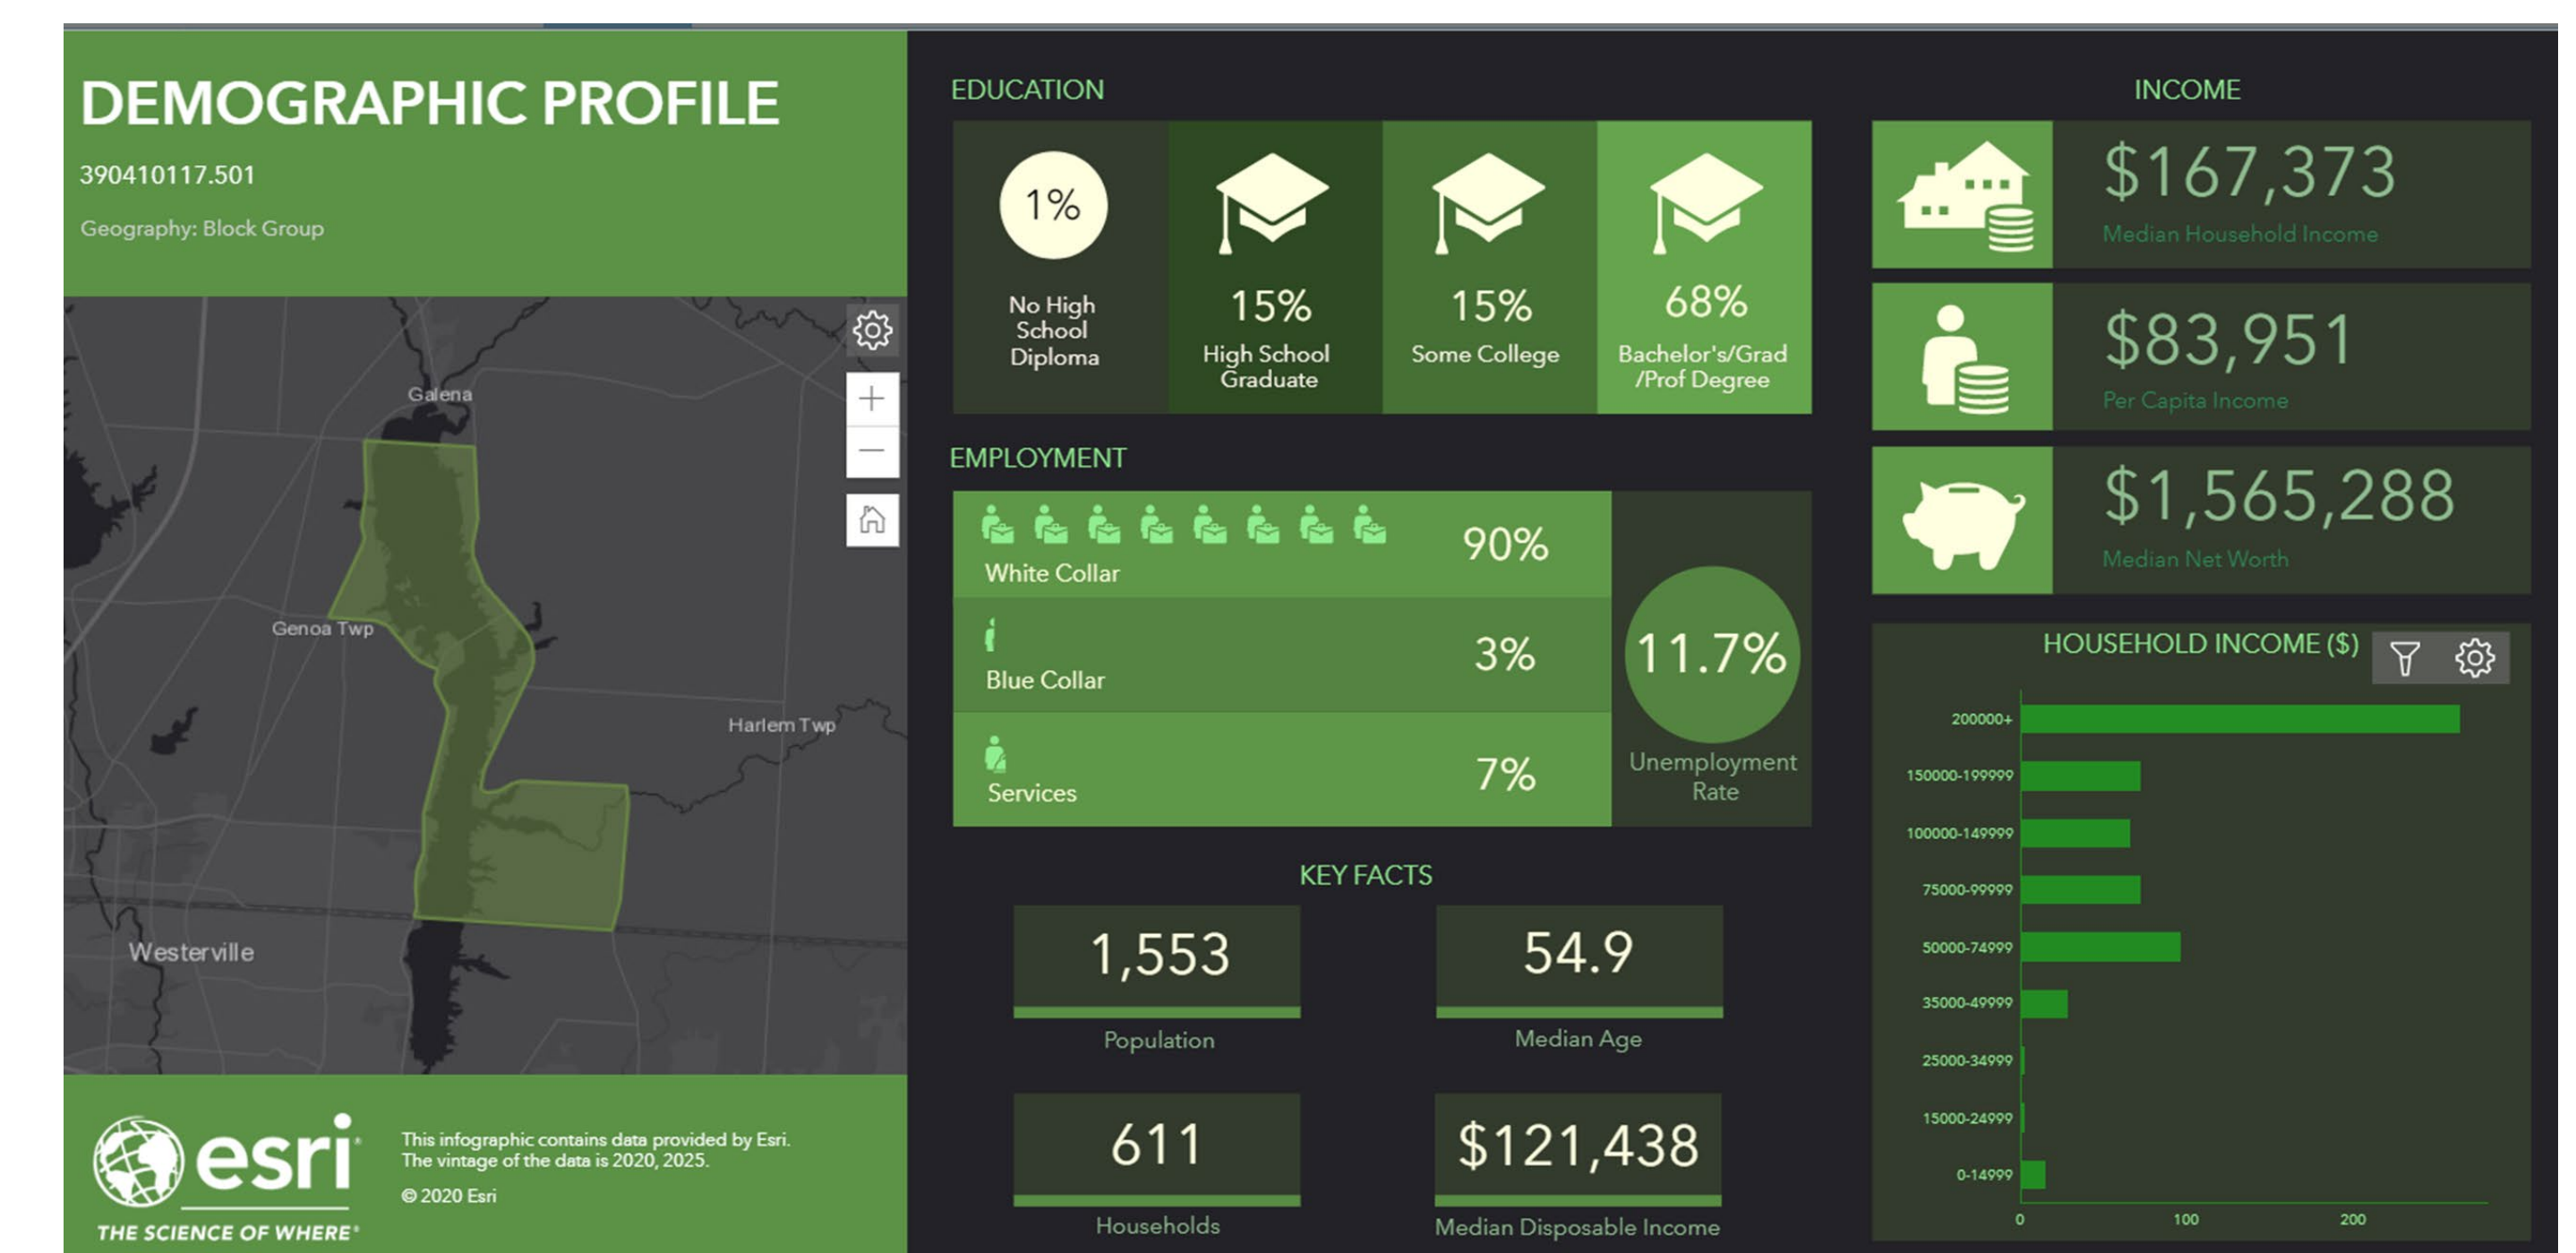 DEMOGRAPHIC PROFILE
390410117.501
Geography: Block Group
Galena
Genoa Twp
Harlem Twp
Westerville
esri
THE SCIENCE OF WHERE®
This infographic contains data provided by Esri.
The vintage of the data is 2020, 2025.
© 2020 Esri
EDUCATION
1%
No High
School
Diploma
15%
High School
Graduate
15%
Some College
68%
Bachelor's/Grad
/Prof Degree
EMPLOYMENT
90%
White Collar
3%
Blue Collar
7%
Services
11.7%
Unemployment
Rate
KEY FACTS
1,553
Population
54.9
Median Age
611
Households
$121,438
Median Disposable Income
INCOME
$167,373
Median Household Income
$83,951
Per Capita Income
$1,565,288
Median Net Worth
HOUSEHOLD INCOME ($)
200000+
150000-199999
100000-149999
75000-99999
50000-74999
35000-49999
25000-34999
15000-24999
0-14999
0 100 200